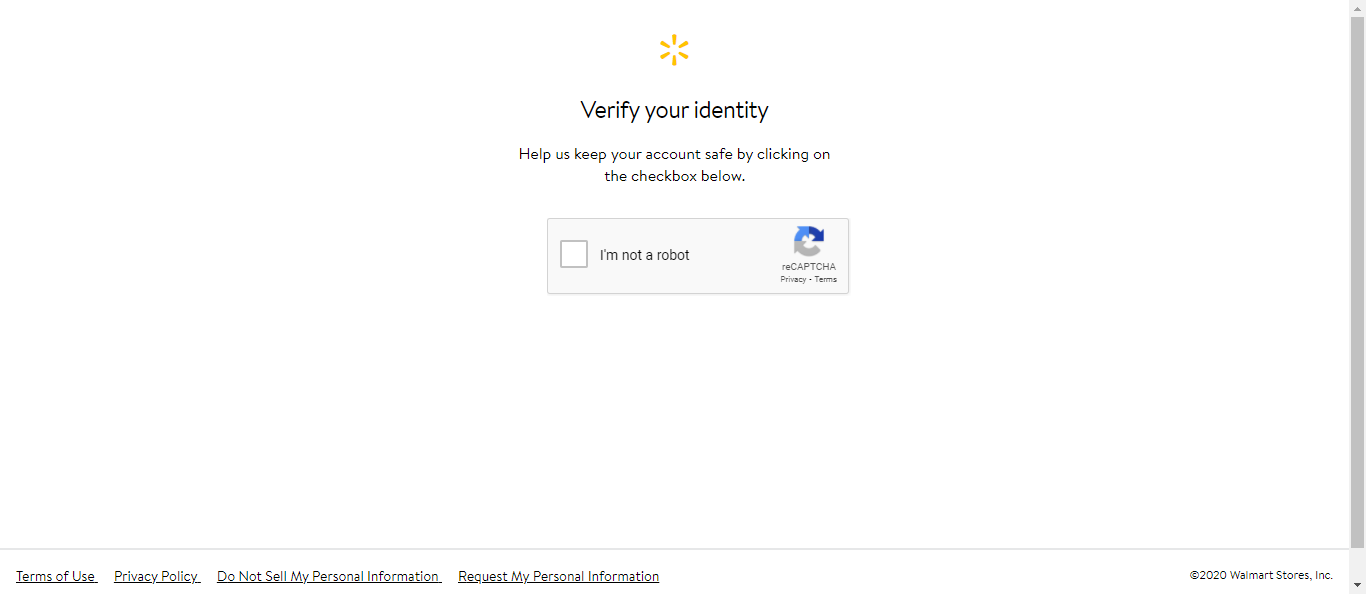 Verify your identity
Help us keep your account safe by clicking on
the checkbox below.
I'm not a robot
reCAPTCHA
Privacy - Terms
Terms of Use Privacy Policy Do Not Sell My Personal Information Request My Personal Information ©2020 Walmart Stores, Inc.